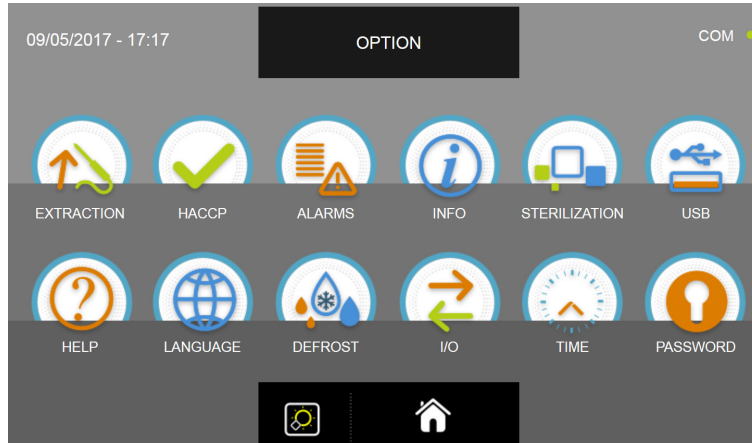 09/05/2017 - 17:17
OPTION
COM
EXTRACTION
HACCP
ALARMS
INFO
STERILIZATION
USB
HELP
LANGUAGE
DEFROST
I/O
TIME
PASSWORD